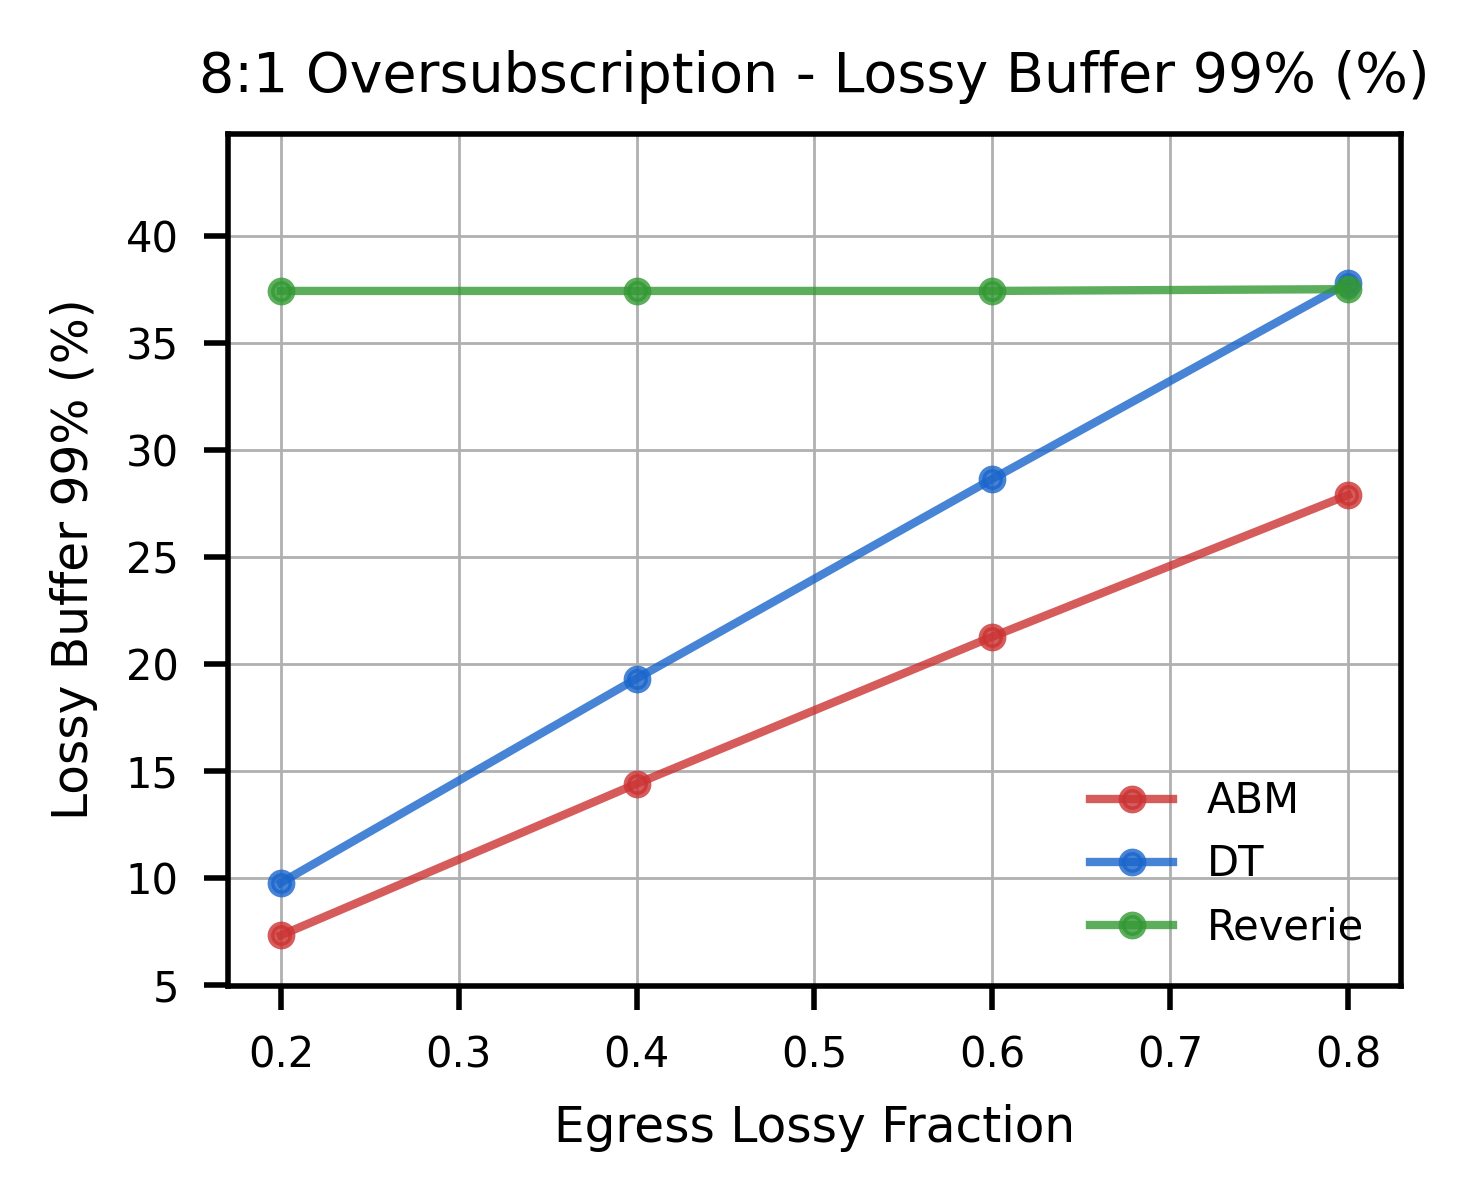 8:1 Oversubscription - Lossy Buffer 99% (%)
Lossy Buffer 99% (%)
40
35
30
25
20
15
10
5
ABM
DT
Reverie
0.2 0.3 0.4 0.5 0.6 0.7 0.8
Egress Lossy Fraction